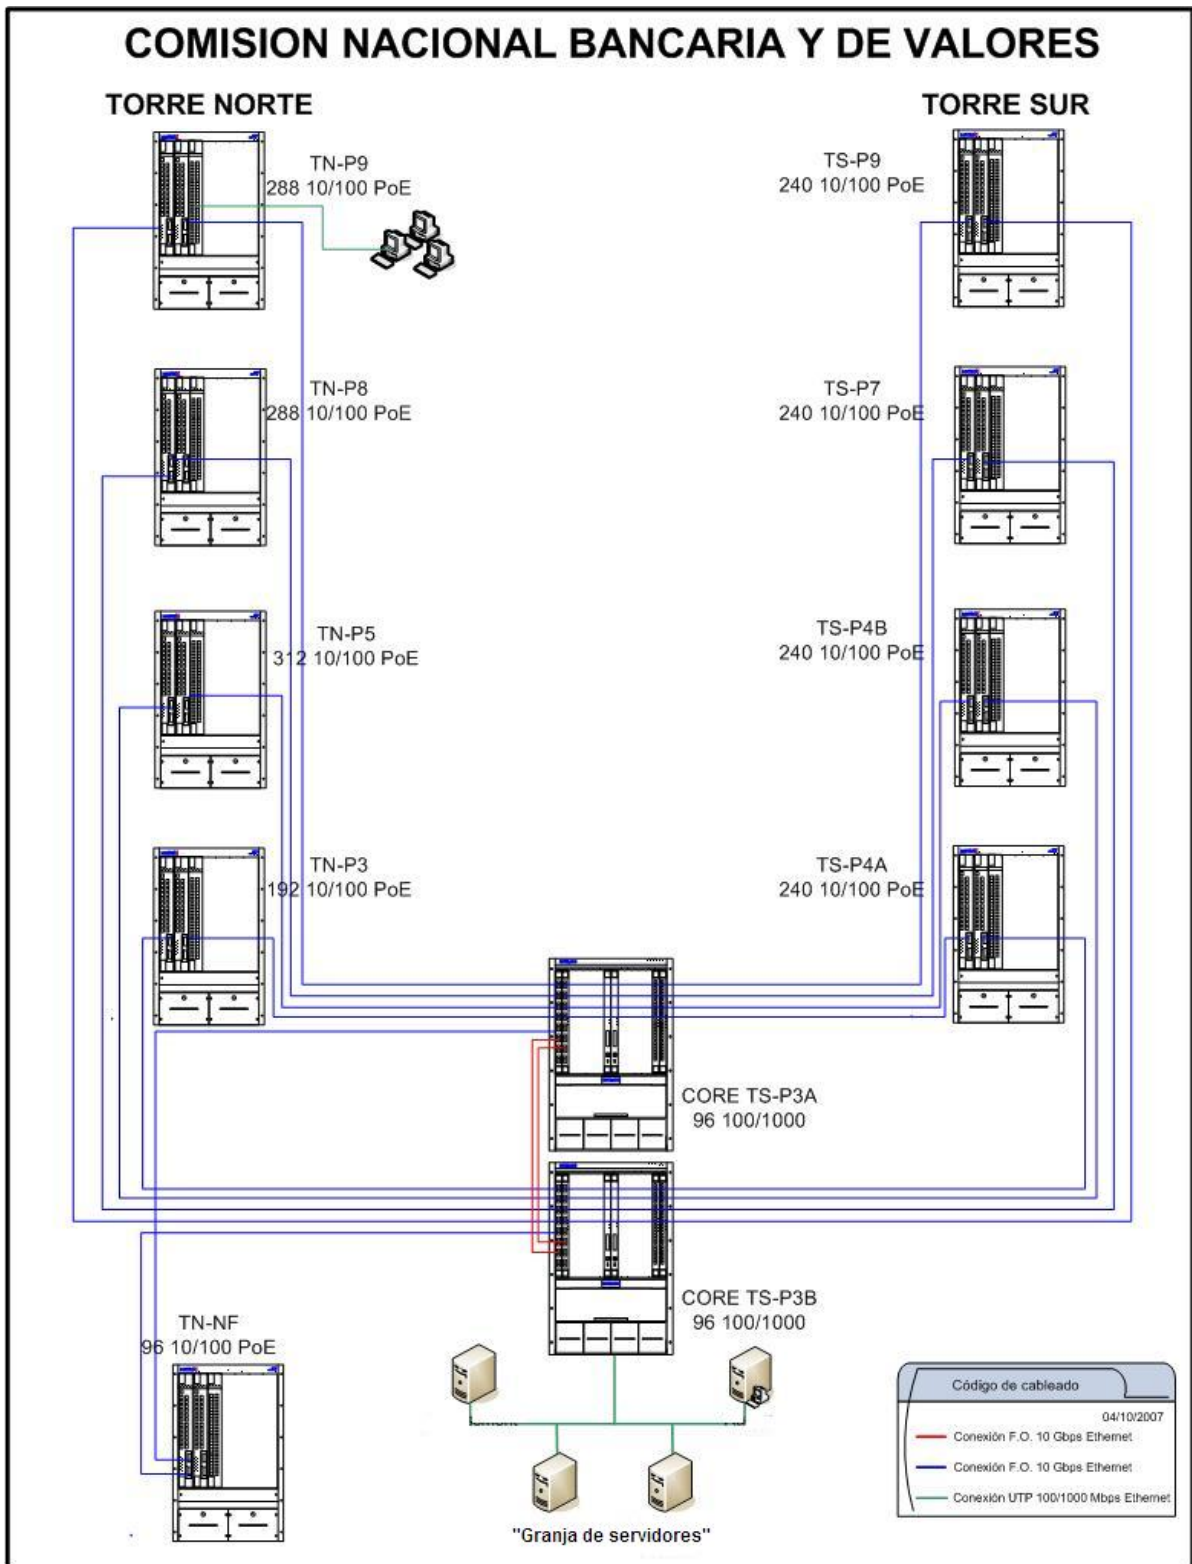 COMISION NACIONAL BANCARIA Y DE VALORES
TORRE NORTE
TORRE SUR
TN-P9
288 10/100 PoE
TS-P9
240 10/100 PoE
TN-P8
288 10/100 PoE
TS-P7
240 10/100 PoE
TN-P5
312 10/100 PoE
TS-P4B
240 10/100 PoE
TN-P3
192 10/100 PoE
TS-P4A
240 10/100 PoE
CORE TS-P3A
96 100/1000
CORE TS-P3B
96 100/1000
TN-NF
96 10/100 PoE
"Granja de servidores"
Código de cableado
04/10/2007
Conexión F.O. 10 Gbps Ethernet
Conexión F.O. 10 Gbps Ethernet
Conexión UTP 100/1000 Mbps Ethernet